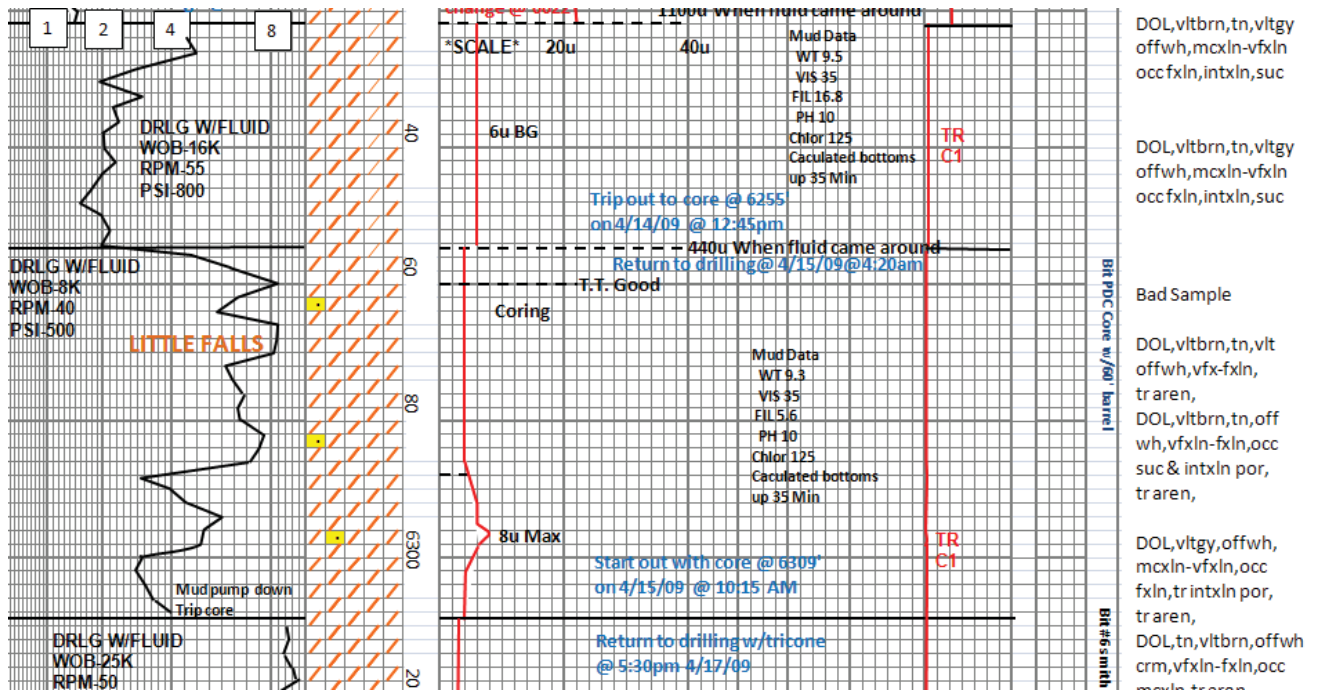 change @ 6022'
1100u When fluid came around
1
2
4
8
*SCALE* 20u 40u
Mud Data
WT 9.5
VIS 35
FIL 16.8
PH 10
Chlor 125
Caculated bottoms
up 35 Min
DOL,vltbrn,tn,vltgy
offwh,mcxln-vfxln
occ fxln,intxln,suc
DRLG W/FLUID
WOB-16K
RPM-55
PSI-800
40
6u BG
TR
C1
DOL,vltbrn,tn,vltgy
offwh,mcxln-vfxln
occ fxln,intxln,suc
Trip out to core @ 6255'
on 4/14/09 @ 12:45pm
440u When fluid came around
Return to drilling@ 4/15/09@4:20am
DRLG W/FLUID
WOB-8K
RPM-40
PSI-500
60
T.T. Good
Coring
Bit PDC Core w/60' barrel
Bad Sample
LITTLE FALLS
80
Mud Data
WT 9.3
VIS 35
FIL 5.6
PH 10
Chlor 125
Caculated bottoms
up 35 Min
DOL,vltbrn,tn,vlt
offwh,vfx-fxln,
tr aren,
DOL,vltbrn,tn,off
wh,vfxln-fxln,occ
suc & intxln por,
tr aren,
6300
8u Max
TR
C1
Start out with core @ 6309'
on 4/15/09 @ 10:15 AM
DOL,vltgy,offwh,
mcxln-vfxln,occ
fxln,tr intxln por,
tr aren,
Mud pump down
Trip core
DRLG W/FLUID
WOB-25K
RPM-50
20
Return to drilling w/tricone
@ 5:30pm 4/17/09
Bit #6 smith
DOL,tn,vltbrn,offwh
crm,vfxln-fxln,occ
mcxln,tr aren